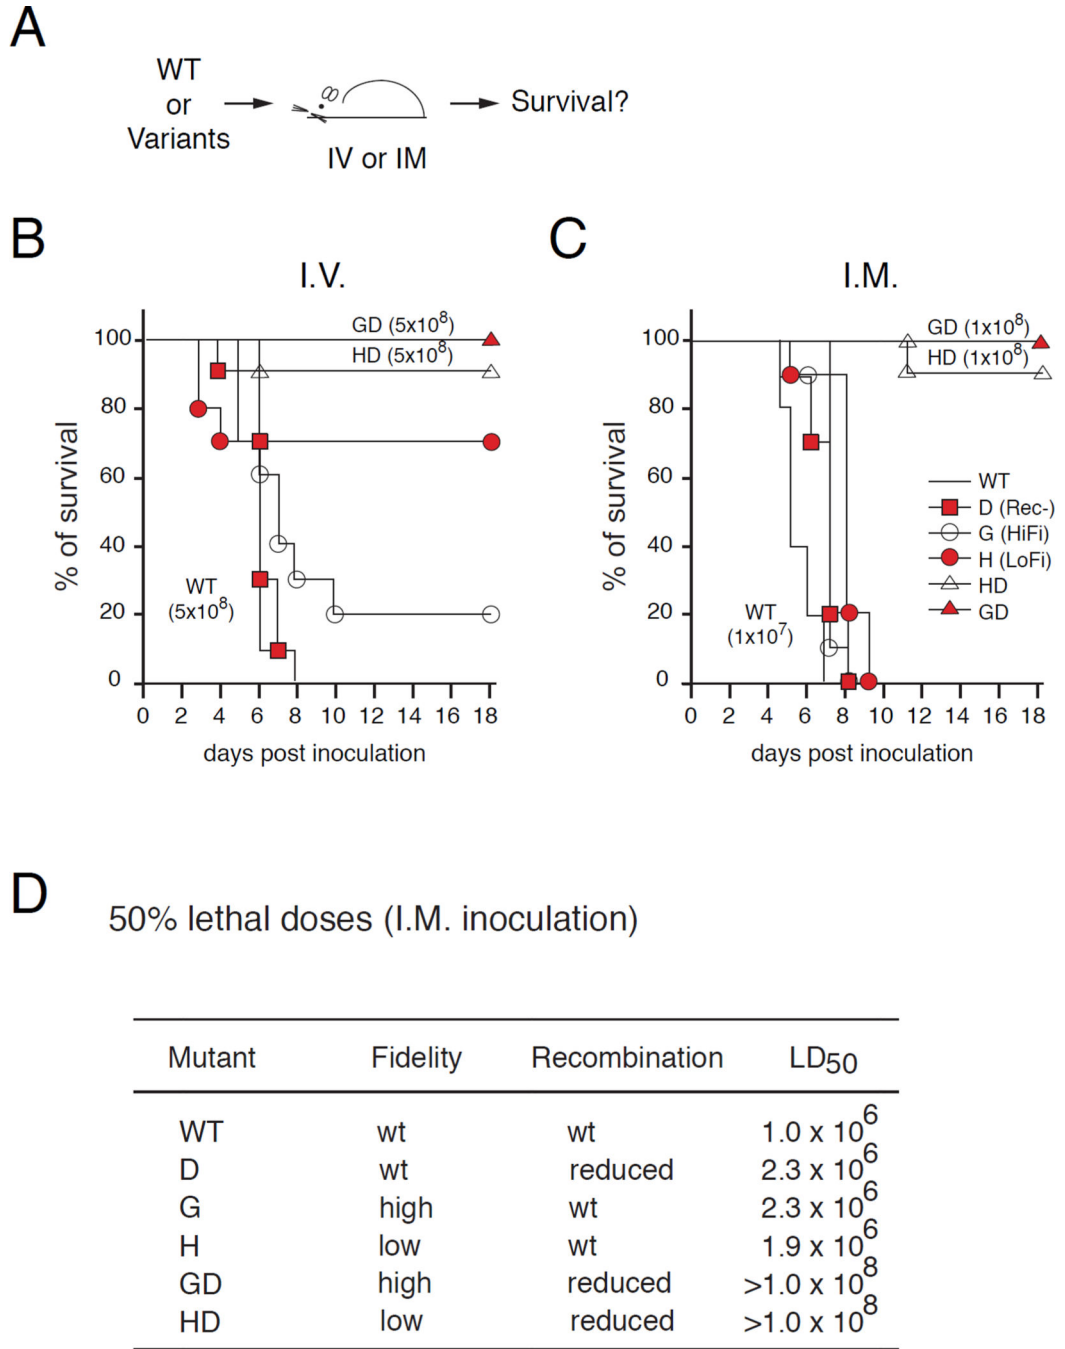 A
WT
or
Variants
Survival?
IV or IM
B
I.V.
% of survival
100
80
60
40
20
0
GD (5x10⁸)
HD (5x10⁸)
WT
(5x10⁸)
0 2 4 6 8 10 12 14 16 18
days post inoculation
C
I.M.
% of survival
100
80
60
40
20
0
GD (1x10⁸)
HD (1x10⁸)
WT
D (Rec-)
G (HiFi)
H (LoFi)
HD
GD
WT
(1x10⁷)
0 2 4 6 8 10 12 14 16 18
days post inoculation
D
50% lethal doses (I.M. inoculation)
Mutant Fidelity Recombination LD₅₀
WT wt wt 1.0 x 10⁶
D wt reduced 2.3 x 10⁶
G high wt 2.3 x 10⁶
H low wt 1.9 x 10⁶
GD high reduced >1.0 x 10⁸
HD low reduced >1.0 x 10⁸